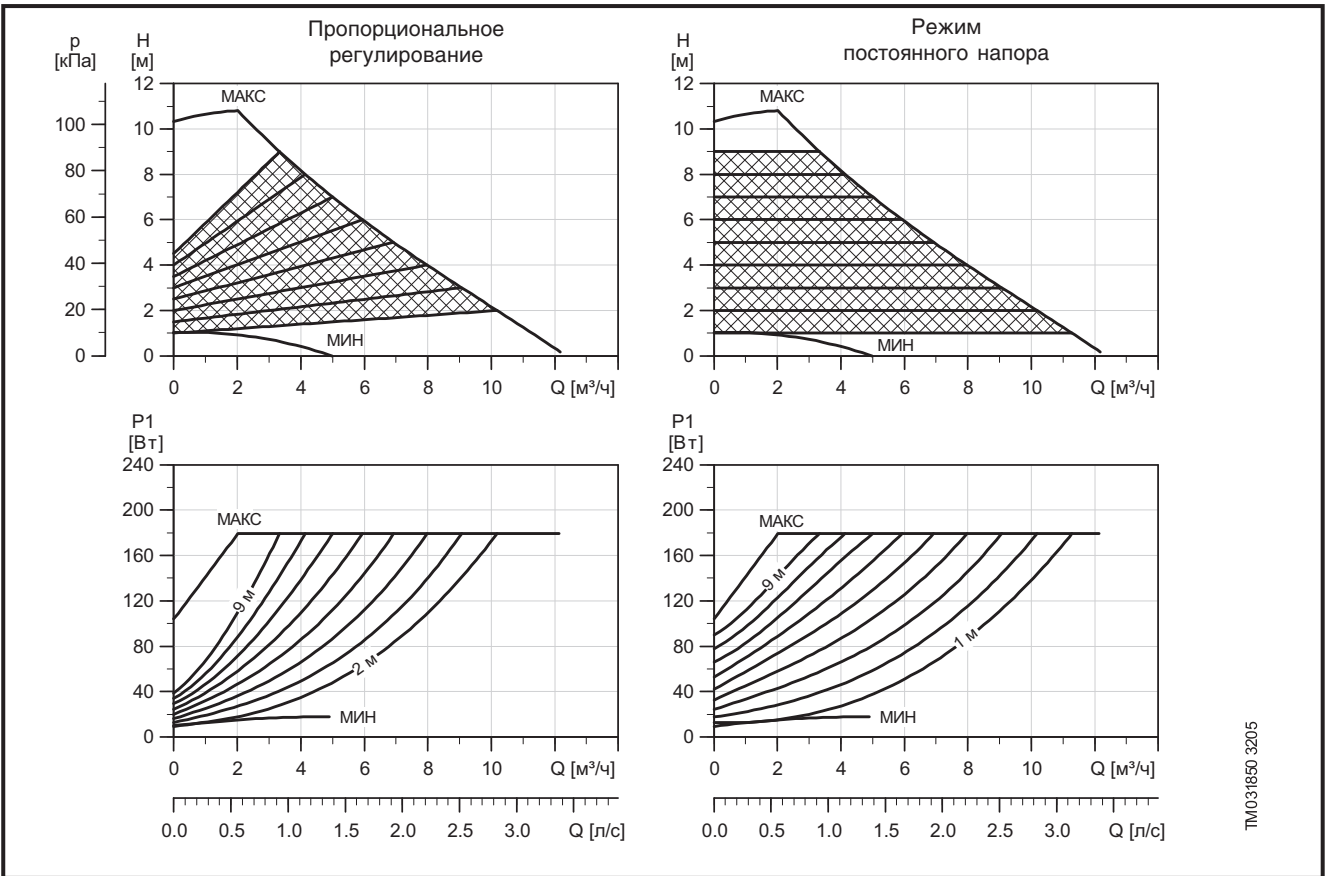 Пропорциональное
регулирование
p
[кПа]
H
[м]
12
10
8
6
4
2
0
100
80
60
40
20
0
МАКС
МИН
0 2 4 6 8 10 Q [м³/ч]
Режим
постоянного напора
H
[м]
12
10
8
6
4
2
0
МАКС
МИН
0 2 4 6 8 10 Q [м³/ч]
P1
[Вт]
240
200
160
120
80
40
0
МАКС
9 м
2 м
МИН
0 2 4 6 8 10 Q [м³/ч]
0.0 0.5 1.0 1.5 2.0 2.5 3.0 Q [л/с]
P1
[Вт]
240
200
160
120
80
40
0
МАКС
9 м
1 м
МИН
0 2 4 6 8 10 Q [м³/ч]
0.0 0.5 1.0 1.5 2.0 2.5 3.0 Q [л/с]
TM03 1850 3205